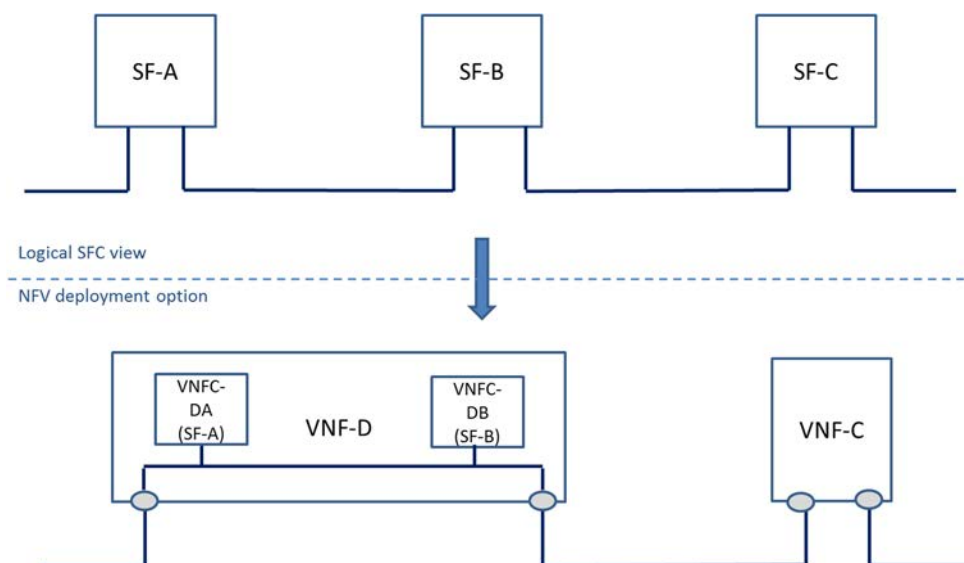 SF-A
SF-B
SF-C
Logical SFC view
NFV deployment option
VNFC-
DA
(SF-A)
VNF-D
VNFC-
DB
(SF-B)
VNF-C